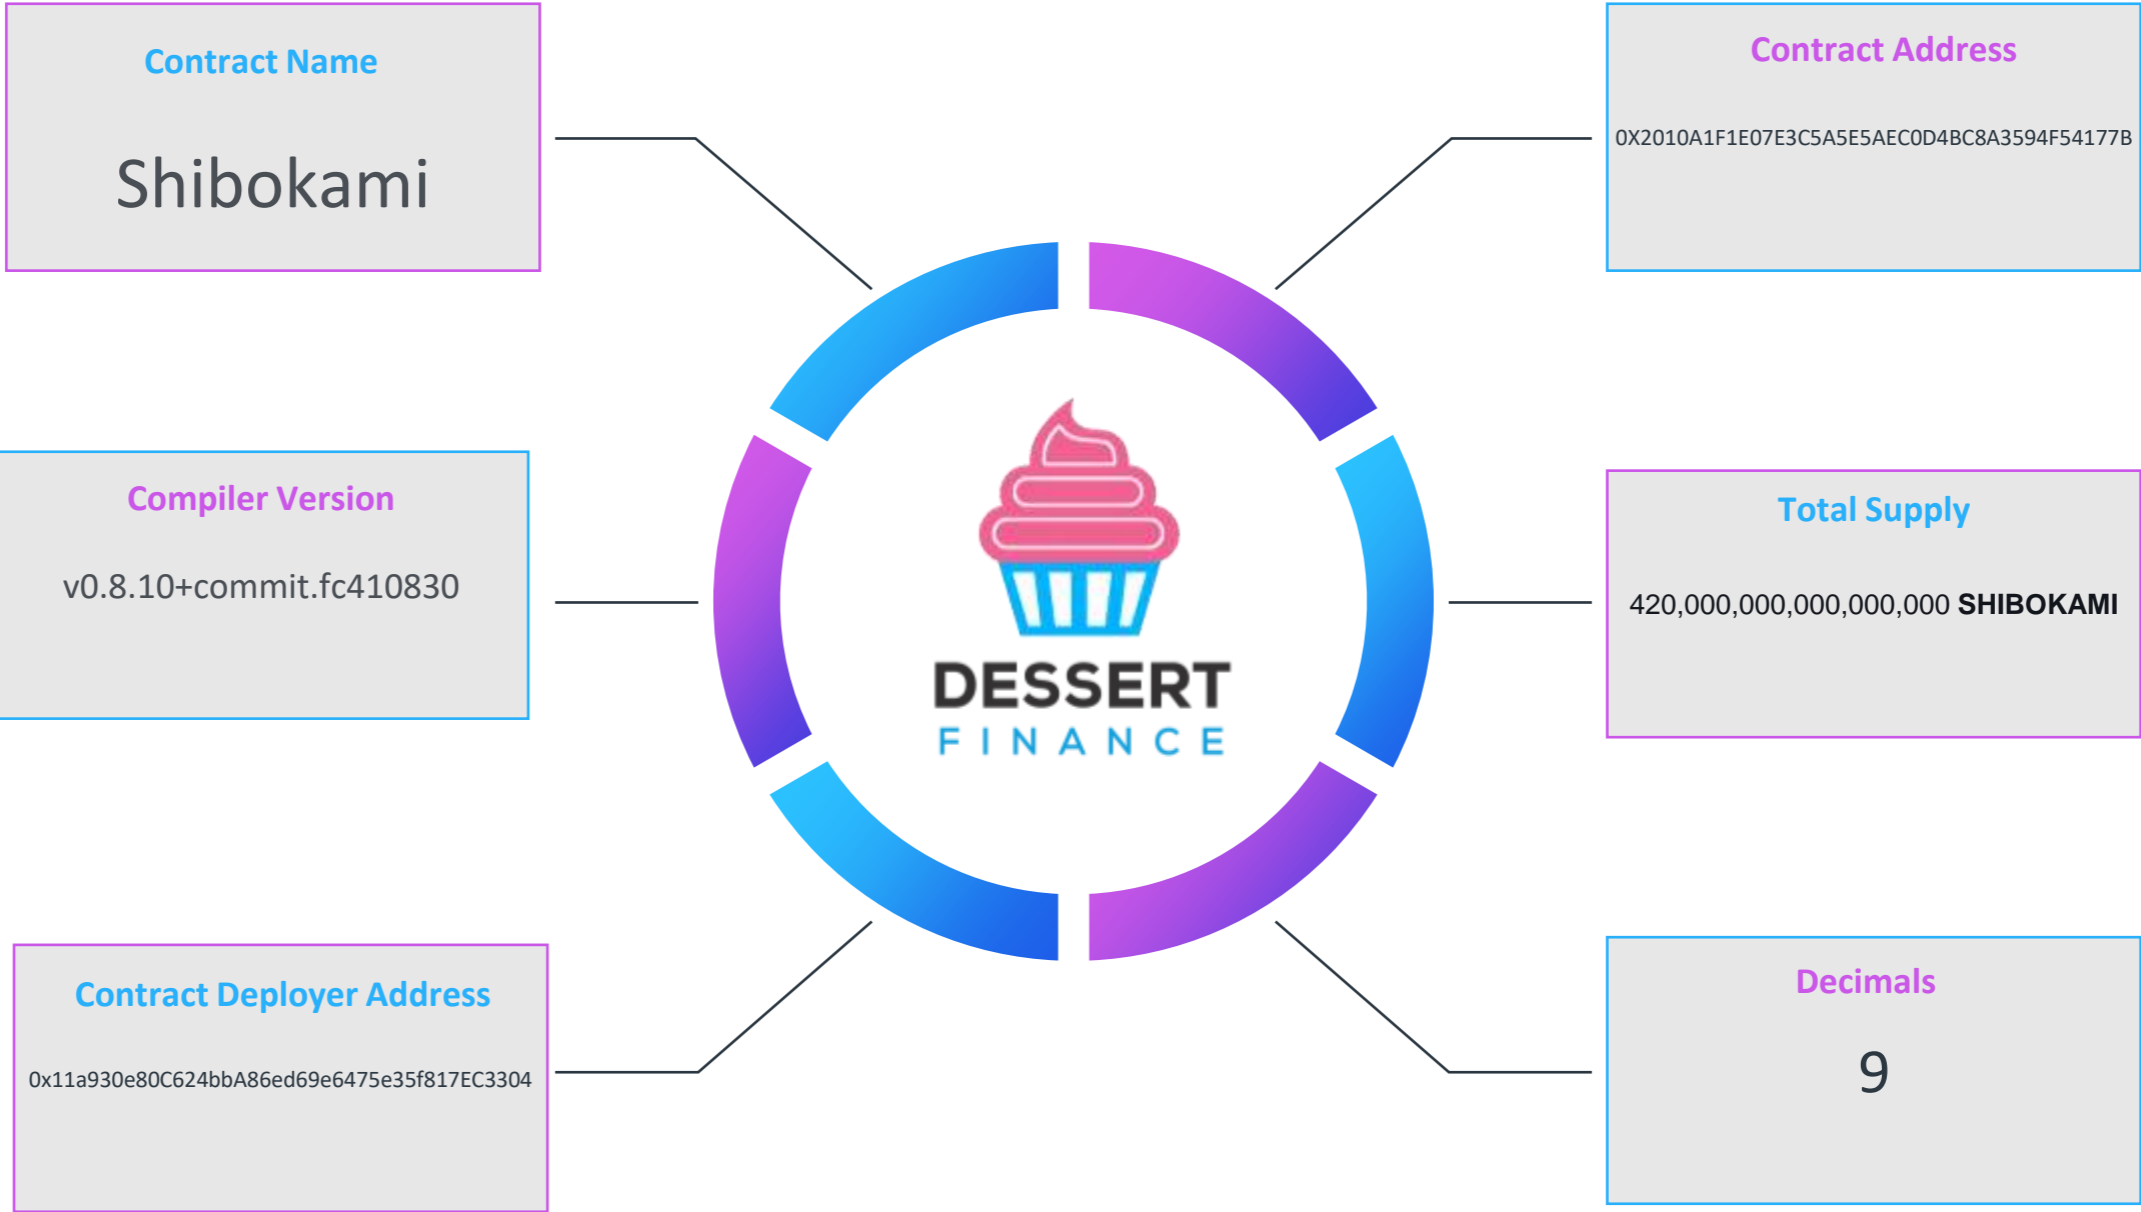 Contract Name
Shibokami
Contract Address
0X2010A1F1E07E3C5A5E5AEC0D4BC8A3594F54177B
Compiler Version
v0.8.10+commit.fc410830
DESSERT
FINANCE
Total Supply
420,000,000,000,000,000 SHIBOKAMI
Contract Deployer Address
0x11a930e80C624bbA86ed69e6475e35f817EC3304
Decimals
9